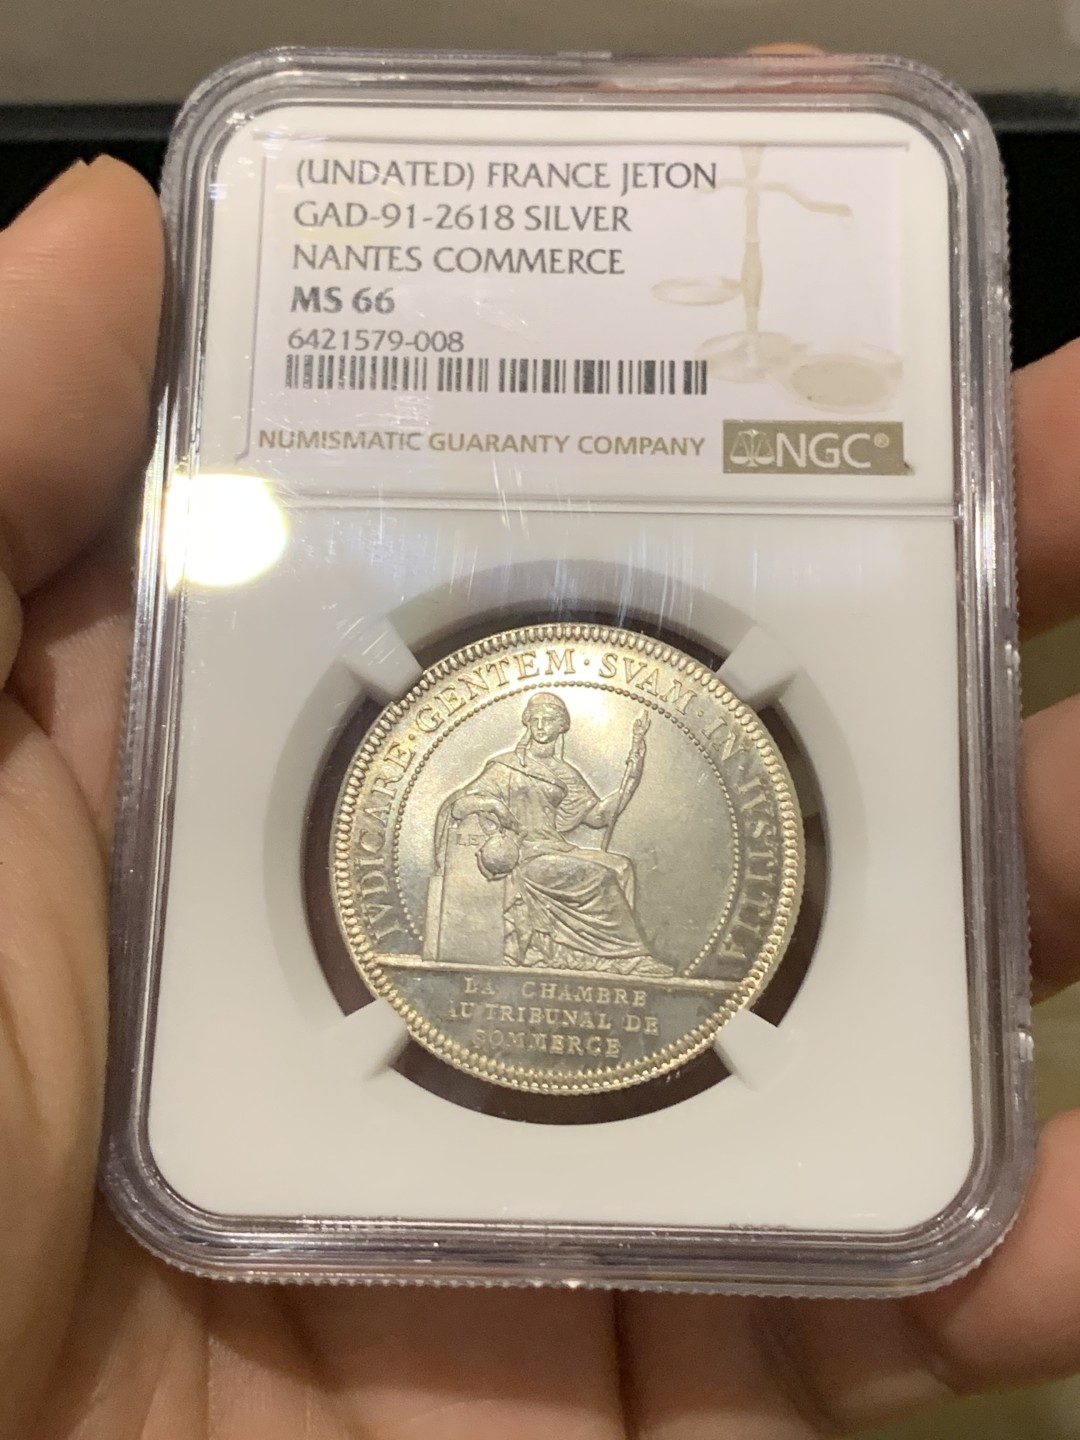 (UNDATED) FRANCE JETON
GAD-91-2618 SILVER
NANTES COMMERCE
MS 66
6421579-008
NUMISMATIC GUARANTY COMPANY NGC®
IVDICARE·GENTEM·SVAM·IN·IVSTITIA
LEX
LA CHAMBRE
AU TRIBUNAL DE
COMMERCE